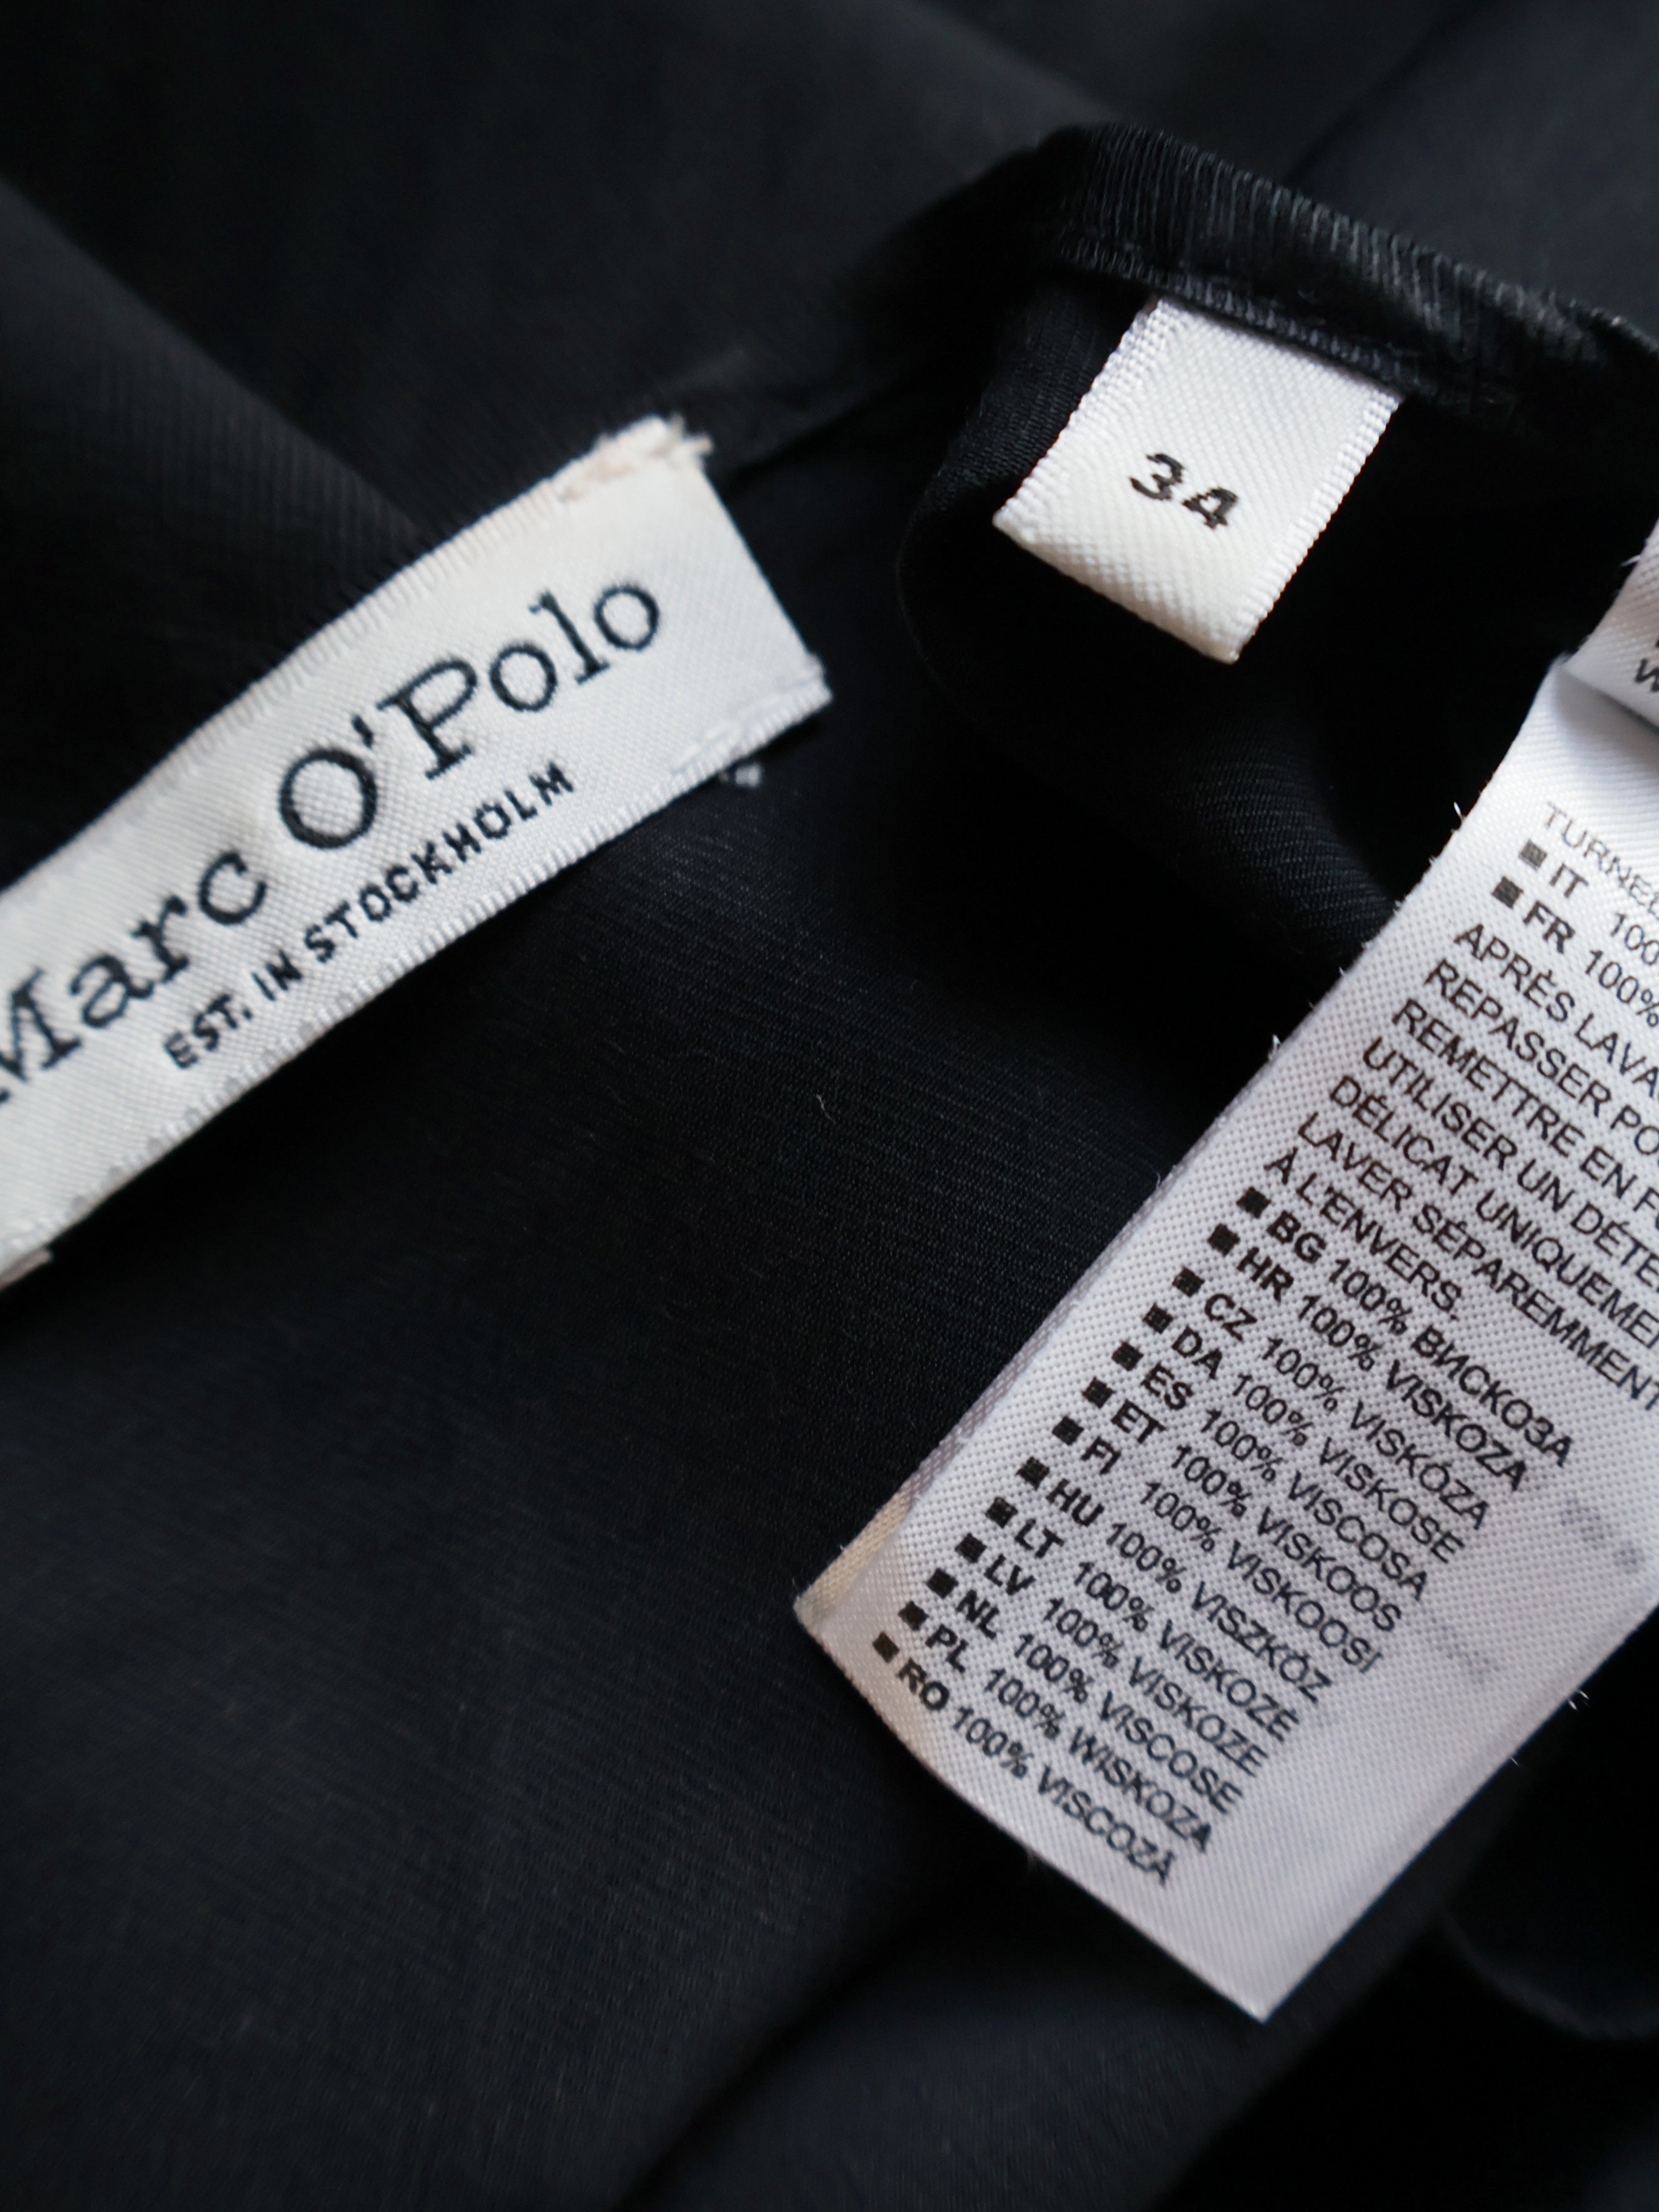 Marc O'Polo
EST. IN STOCKHOLM
34
TURNED
■ IT 100
■ FR 100%
APRÈS LAVA
REPASSER PO
REMETTRE EN F
UTILISER UN DÉTE
DÉLICAT UNIQUEME
LAVER SÉPAREMMENT
À L'ENVERS.
■ BG 100% ВИСКОЗА
■ HR 100% VISKOZA
■ CZ 100% VISKÓZA
■ DA 100% VISKOSE
■ ES 100% VISCOSA
■ ET 100% VISKOOS
■ FI 100% VISKOOSI
■ HU 100% VISZKÓZ
■ LT 100% VISKOZĖ
■ LV 100% VISKOZE
■ NL 100% VISCOSE
■ PL 100% WISKOZA
■ RO 100% VISCOZĂ